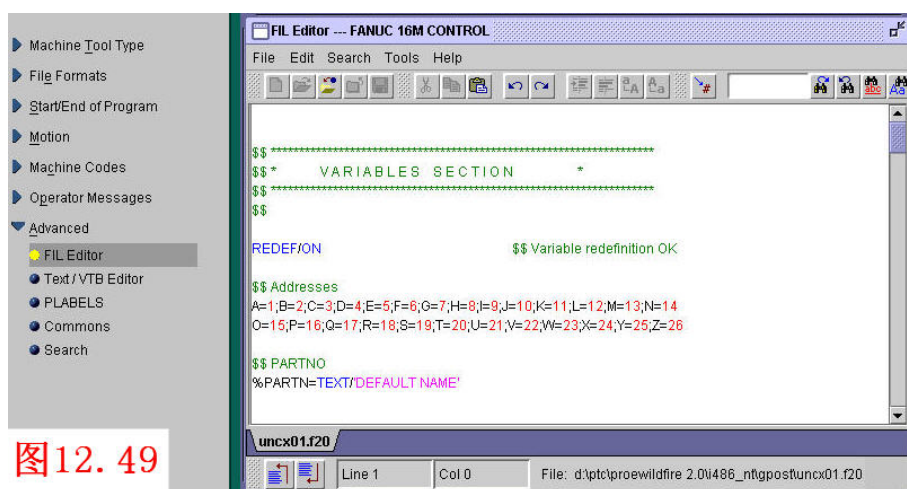 Machine Tool Type
File Formats
Start/End of Program
Motion
Machine Codes
Operator Messages
Advanced
FIL Editor
Text / VTB Editor
PLABELS
Commons
Search
图12.49
FIL Editor --- FANUC 16M CONTROL
File Edit Search Tools Help
$$ **********************************************************************
$$ * VARIABLES SECTION *
$$ **********************************************************************
$$
REDEF/ON $$ Variable redefinition OK
$$ Addresses
A=1;B=2;C=3;D=4;E=5;F=6;G=7;H=8;I=9;J=10;K=11;L=12;M=13;N=14
O=15;P=16;Q=17;R=18;S=19;T=20;U=21;V=22;W=23;X=24;Y=25;Z=26
$$ PARTNO
%PARTN=TEXT/'DEFAULT NAME'
uncx01.f20
Line 1 Col 0 File: d:\ptc\proewildfire 2.0\i486_nt\gpost\uncx01.f20